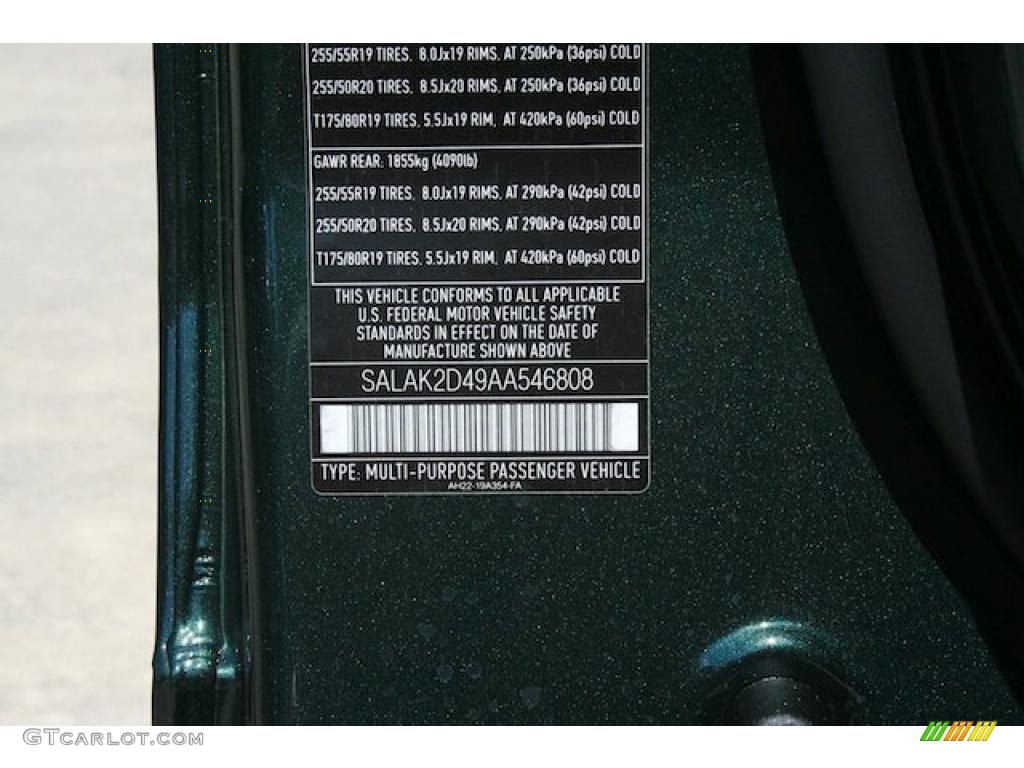 255/55R19 TIRES, 8.0Jx19 RIMS, AT 250kPa (36psi) COLD
255/50R20 TIRES, 8.5Jx20 RIMS, AT 250kPa (36psi) COLD
T175/80R19 TIRES, 5.5Jx19 RIM, AT 420kPa (60psi) COLD
GAWR REAR: 1855kg (4090lb)
255/55R19 TIRES, 8.0Jx19 RIMS, AT 290kPa (42psi) COLD
255/50R20 TIRES, 8.5Jx20 RIMS, AT 290kPa (42psi) COLD
T175/80R19 TIRES, 5.5Jx19 RIM, AT 420kPa (60psi) COLD
THIS VEHICLE CONFORMS TO ALL APPLICABLE
U.S. FEDERAL MOTOR VEHICLE SAFETY
STANDARDS IN EFFECT ON THE DATE OF
MANUFACTURE SHOWN ABOVE
SALAK2D49AA546808
TYPE: MULTI-PURPOSE PASSENGER VEHICLE
AH22-19A354-FA
GTCARLOT.COM